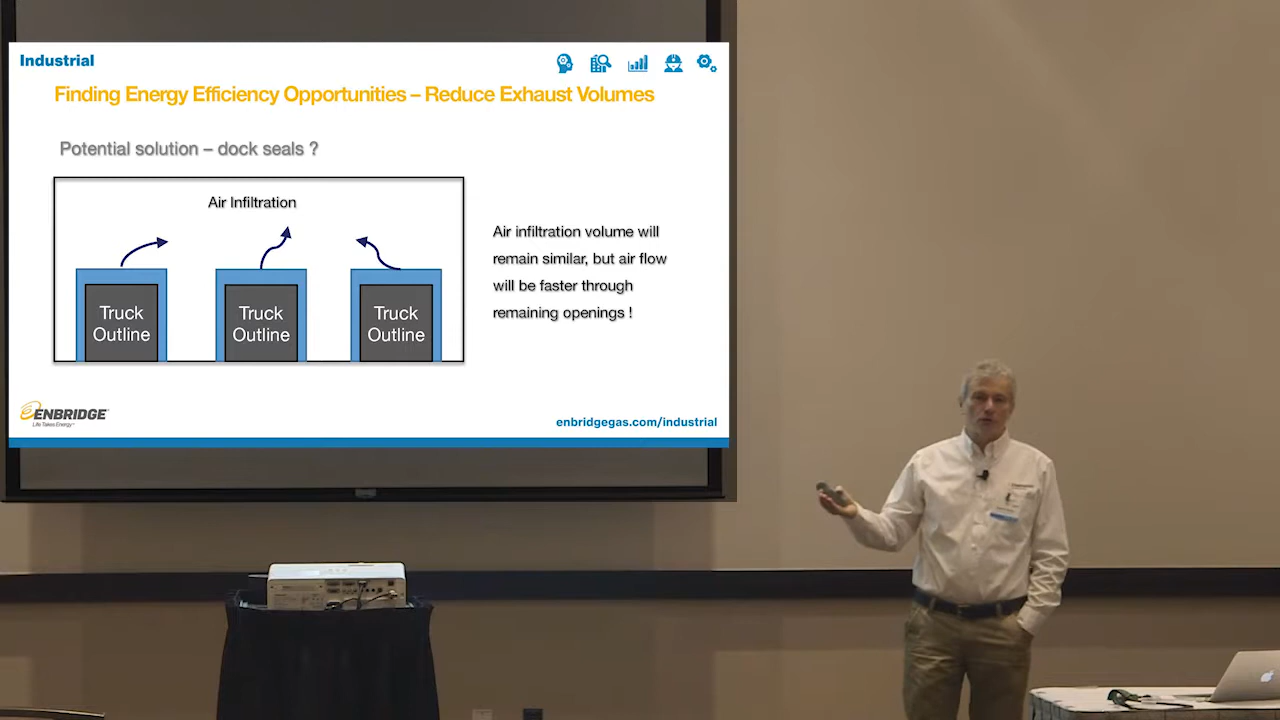 Industrial
Finding Energy Efficiency Opportunities – Reduce Exhaust Volumes
Potential solution – dock seals ?
Air Infiltration
Truck
Outline
Truck
Outline
Truck
Outline
Air infiltration volume will
remain similar, but air flow
will be faster through
remaining openings !
ENBRIDGE
Life Takes Energy™
enbridgegas.com/industrial